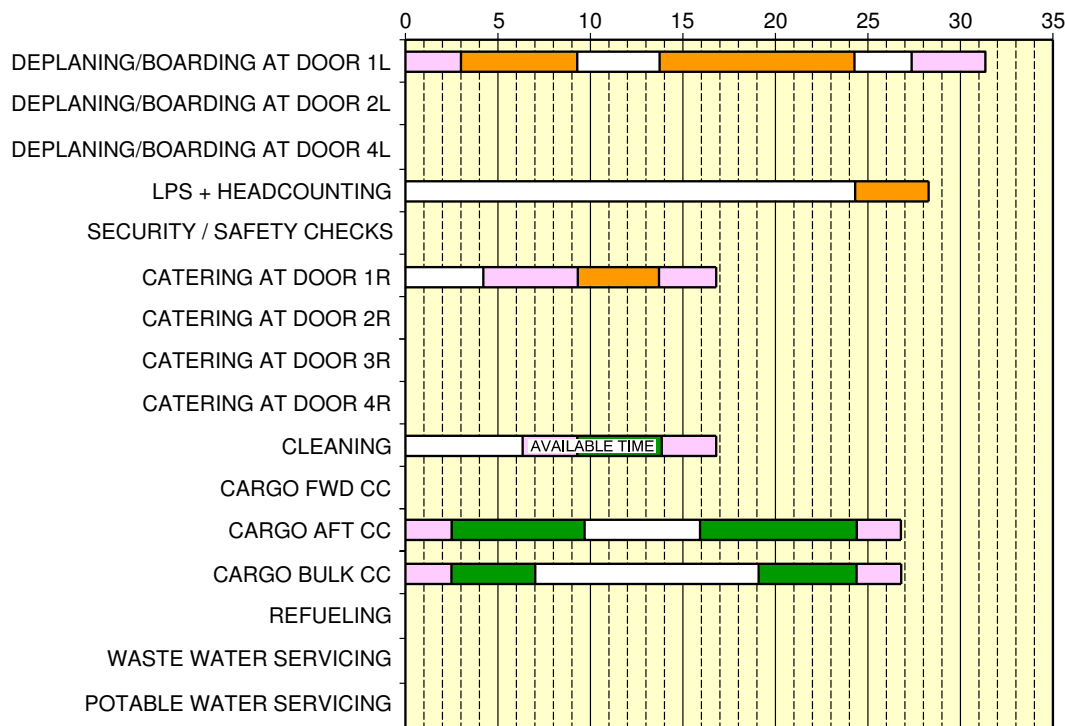 0 5 10 15 20 25 30 35
DEPLANING/BOARDING AT DOOR 1L
DEPLANING/BOARDING AT DOOR 2L
DEPLANING/BOARDING AT DOOR 4L
LPS + HEADCOUNTING
SECURITY / SAFETY CHECKS
CATERING AT DOOR 1R
CATERING AT DOOR 2R
CATERING AT DOOR 3R
CATERING AT DOOR 4R
CLEANING AVAILABLE TIME
CARGO FWD CC
CARGO AFT CC
CARGO BULK CC
REFUELING
WASTE WATER SERVICING
POTABLE WATER SERVICING